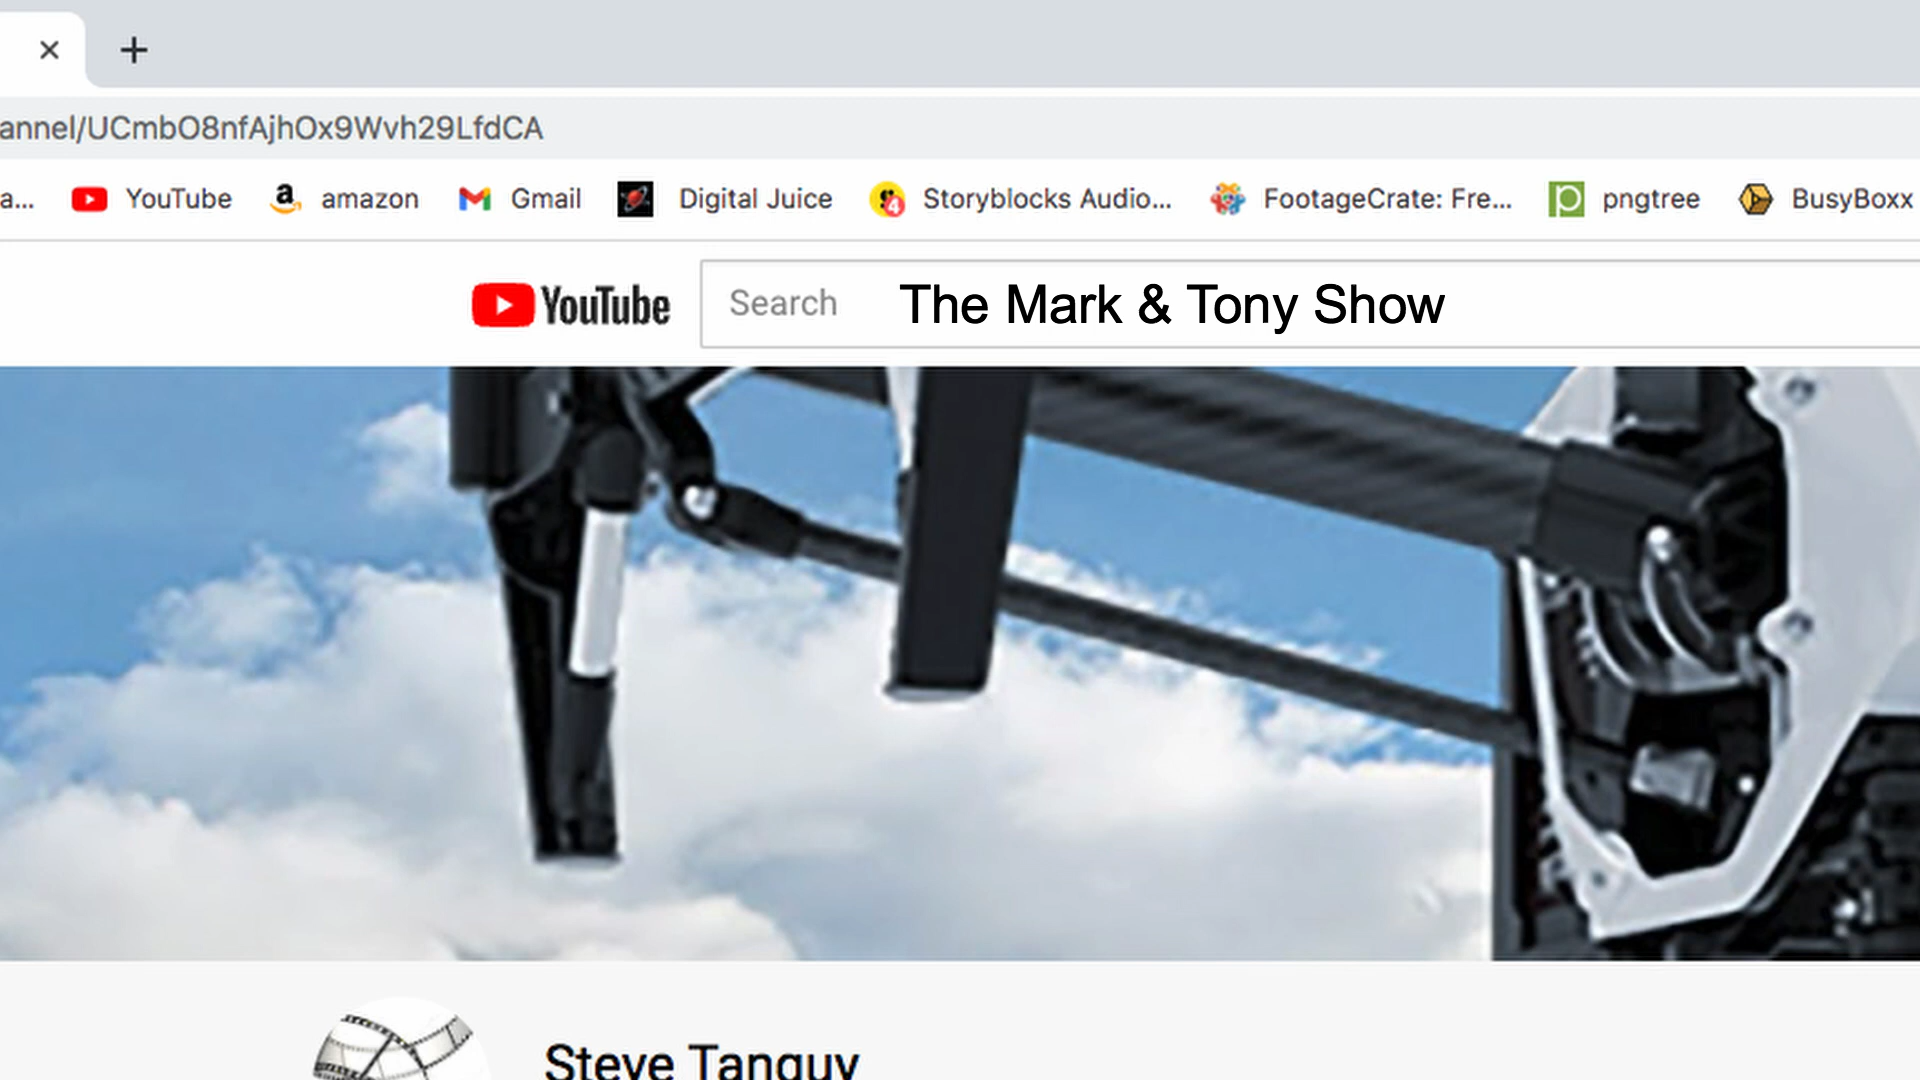 annel/UCmbO8nfAjhOx9Wvh29LfdCA
a... YouTube amazon Gmail Digital Juice Storyblocks Audio... FootageCrate: Fre... pngtree BusyBoxx
YouTube Search The Mark & Tony Show
Steve Tanguy